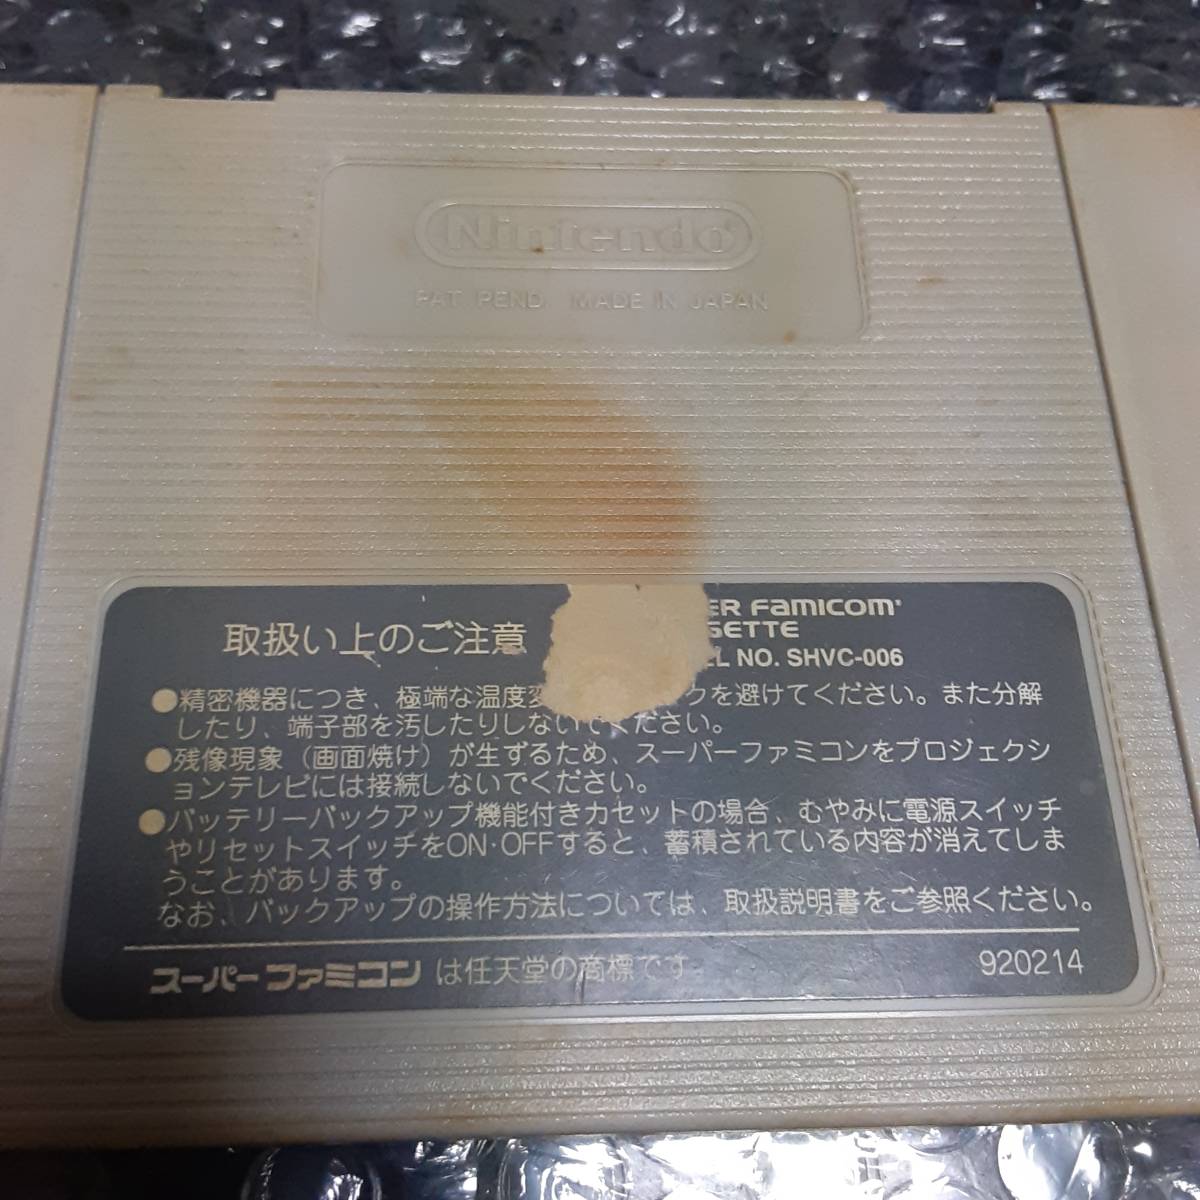 Nintendo
PAT. PEND. MADE IN JAPAN
取扱い上のご注意
ER FAMICOM
SETTE
NO. SHVC-006
●精密機器につき、極端な温度変 クを避けてください。また分解
したり、端子部を汚したりしないでください。
●残像現象（画面焼け）が生ずるため、スーパーファミコンをプロジェクシ
ョンテレビには接続しないでください。
●バッテリーバックアップ機能付きカセットの場合、むやみに電源スイッチ
やリセットスイッチをON·OFFすると、蓄積されている内容が消えてしま
うことがあります。
なお、バックアップの操作方法については、取扱説明書をご参照ください。
スーパーファミコン は任天堂の商標です
920214